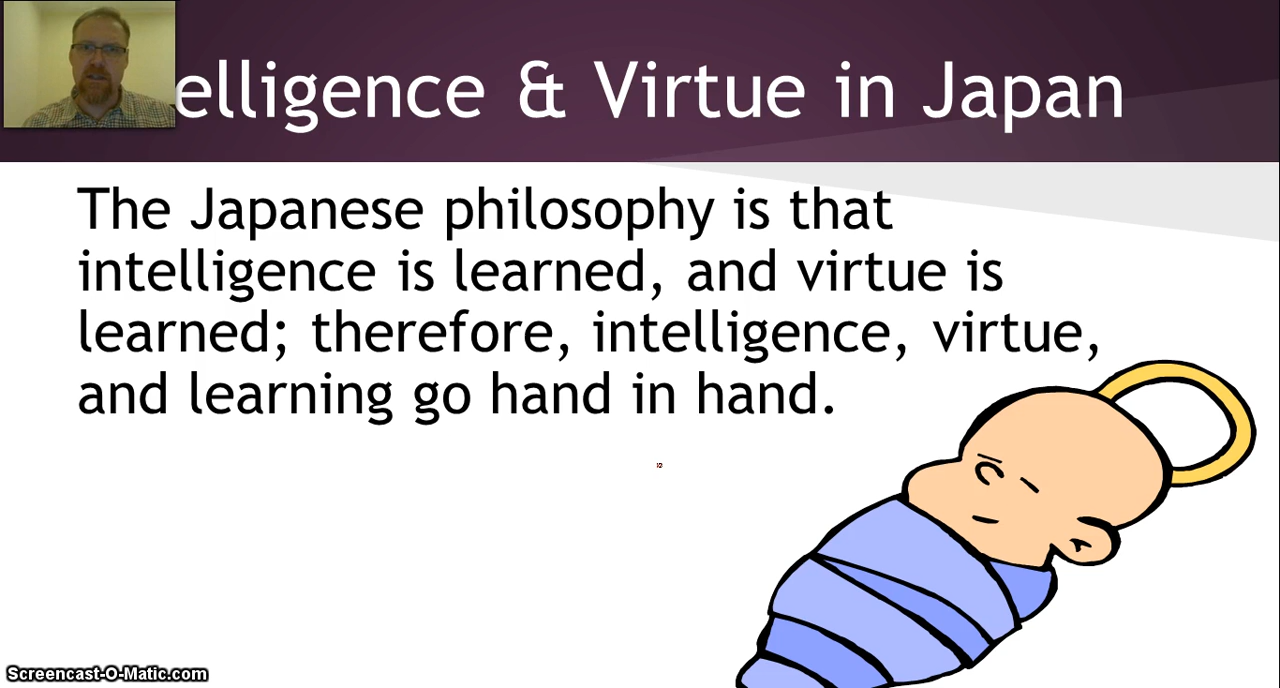 elligence & Virtue in Japan
The Japanese philosophy is that
intelligence is learned, and virtue is
learned; therefore, intelligence, virtue,
and learning go hand in hand.
Screencast-O-Matic.com